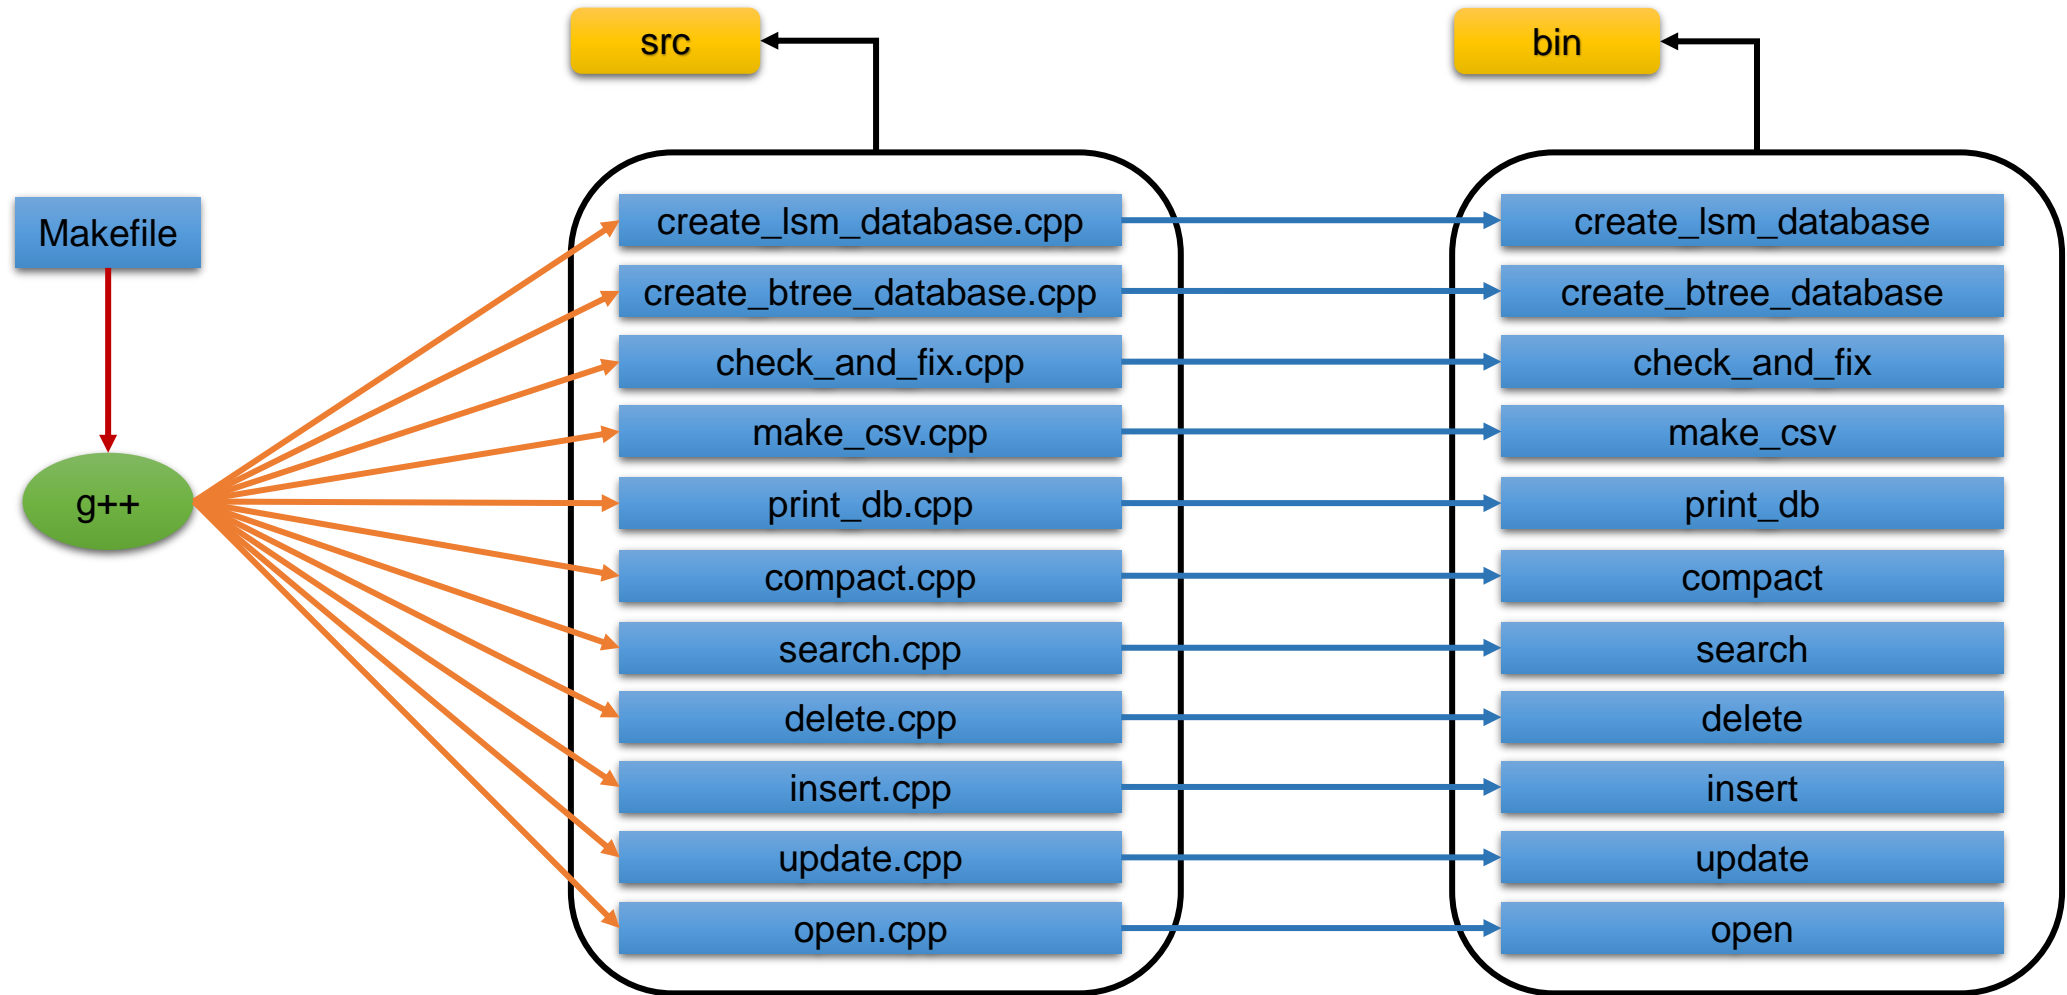 src
bin
Makefile
g++
create_lsm_database.cpp
create_btree_database.cpp
check_and_fix.cpp
make_csv.cpp
print_db.cpp
compact.cpp
search.cpp
delete.cpp
insert.cpp
update.cpp
open.cpp
create_lsm_database
create_btree_database
check_and_fix
make_csv
print_db
compact
search
delete
insert
update
open